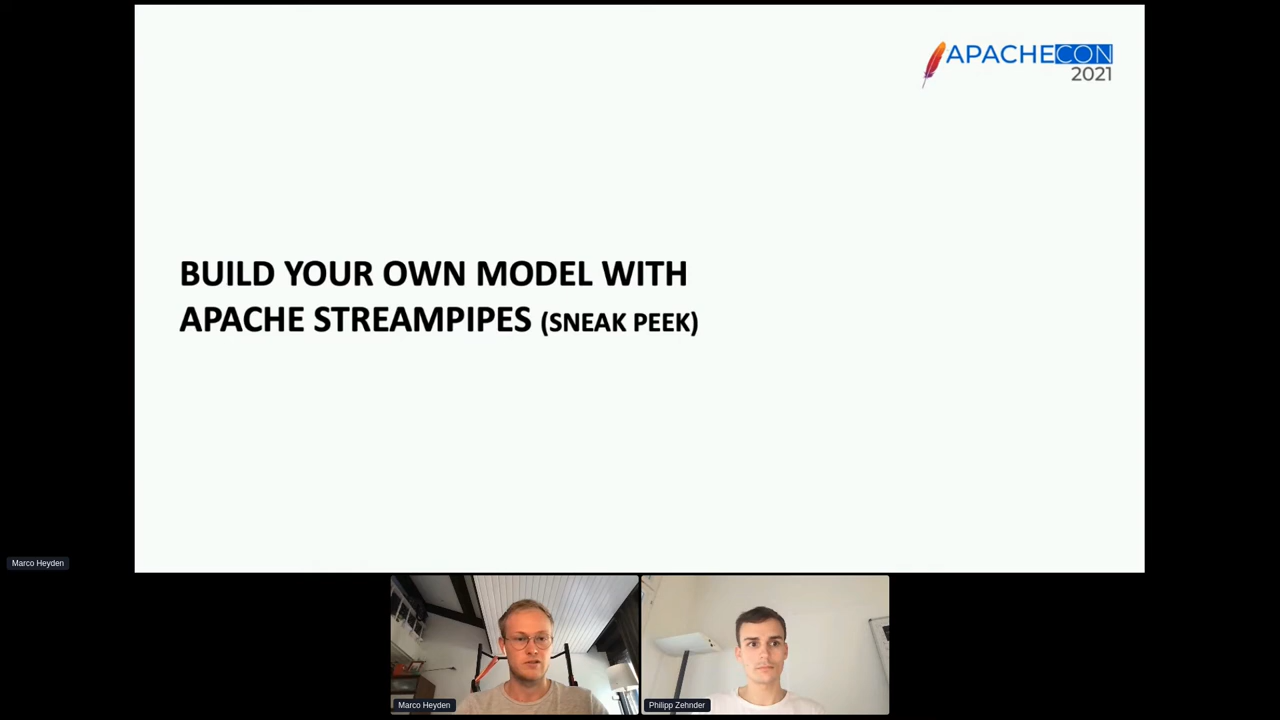 APACHECON
2021
BUILD YOUR OWN MODEL WITH
APACHE STREAMPIPES (SNEAK PEEK)
Marco Heyden
Marco Heyden
Philipp Zehnder